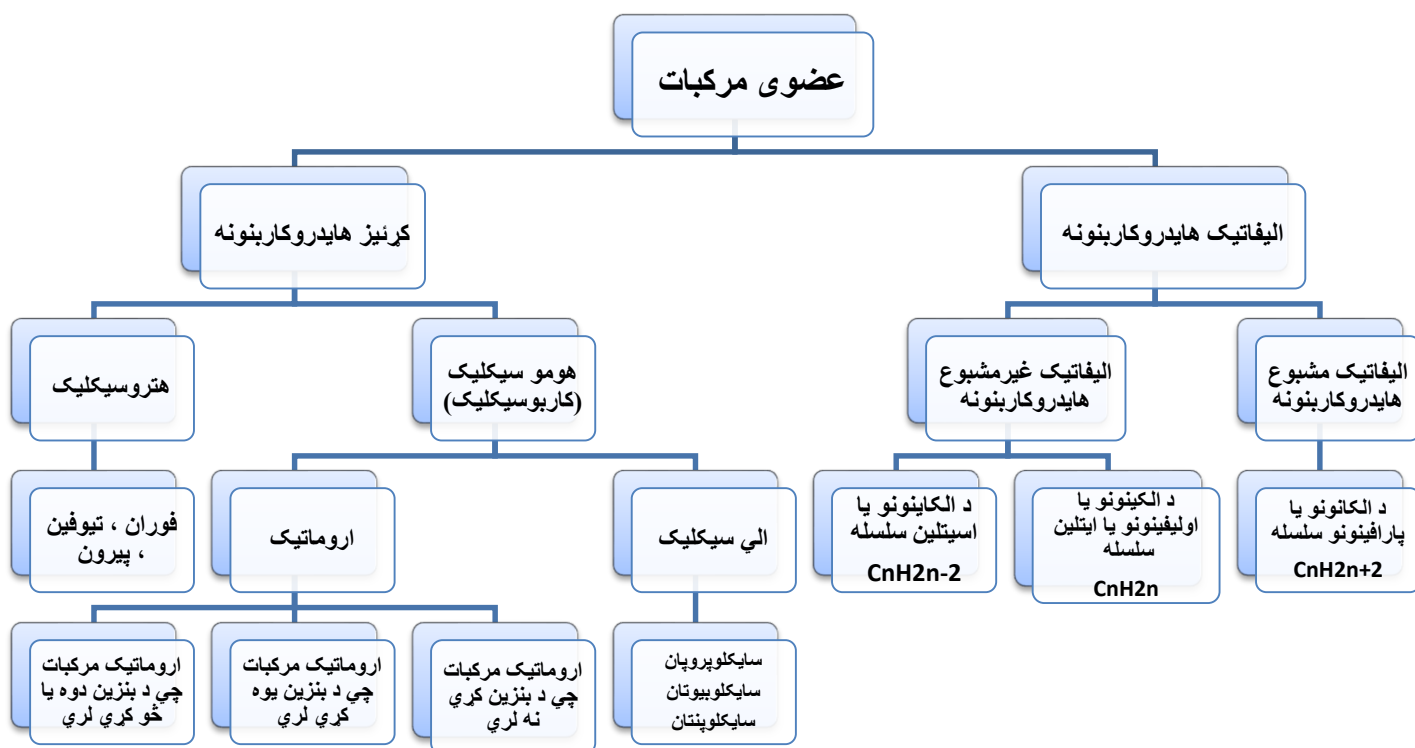 عضوی مرکبات
الیفاتیک هایدروکاربنونه
کړئیز هایدروکاربنونه
الیفاتیک مشبوع
هایدروکاربنونه
الیفاتیک غیرمشبوع
هایدروکاربنونه
هومو سیکلیک
(کاربوسیکلیک)
هتروسیکلیک
د الکانونو یا
پارافینونو سلسله
CnH2n+2
د الکینونو یا
اولیفینونو یا ایتلین
سلسله
CnH2n
د الکاینونو یا
اسیتلین سلسله
CnH2n-2
الي سیکلیک
اروماتیک
فوران ، تیوفین
، پیرون
سایکلوپروپان
سایکلوبیوتان
سایکلوپنتان
اروماتیک مرکبات
چي د بنزین کړي
نه لري
اروماتیک مرکبات
چي د بنزین یوه
کړي لري
اروماتیک مرکبات
چي د بنزین دوه یا
څو کړي لري